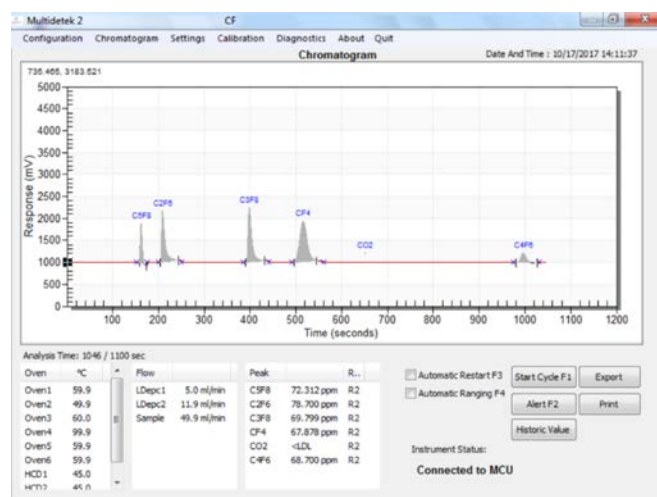 Multidetek 2 CF
Configuration Chromatogram Settings Calibration Diagnostics About Quit
Chromatogram Date And Time : 10/17/2017 14:11:37
735.465, 3183.521
5000
4500
4000
3500
3000
2500
2000
1500
1000
500
0
Response (mV)
C5F8
C2F6
C3F8
CF4
CO2
C4F6
100 200 300 400 500 600 700 800 900 1000 1100 1200
Time (seconds)
Analysis Time: 1046 / 1100 sec
Oven °C Flow Peak R..
Oven1 59.9 LDepc1 5.0 ml/min C5F8 72.312 ppm R2
Oven2 49.9 LDepc2 11.9 ml/min C2F6 78.700 ppm R2
Oven3 60.0 Sample 49.9 ml/min C3F8 69.799 ppm R2
Oven4 99.9 CF4 67.878 ppm R2
Oven5 59.9 CO2 <LDL R2
Oven6 59.9 C4F6 68.700 ppm R2
HCD1 45.0
HCD2 45.0
Automatic Restart F3 Start Cycle F1 Export
Automatic Ranging F4 Alert F2 Print
Historic Value
Instrument Status:
Connected to MCU